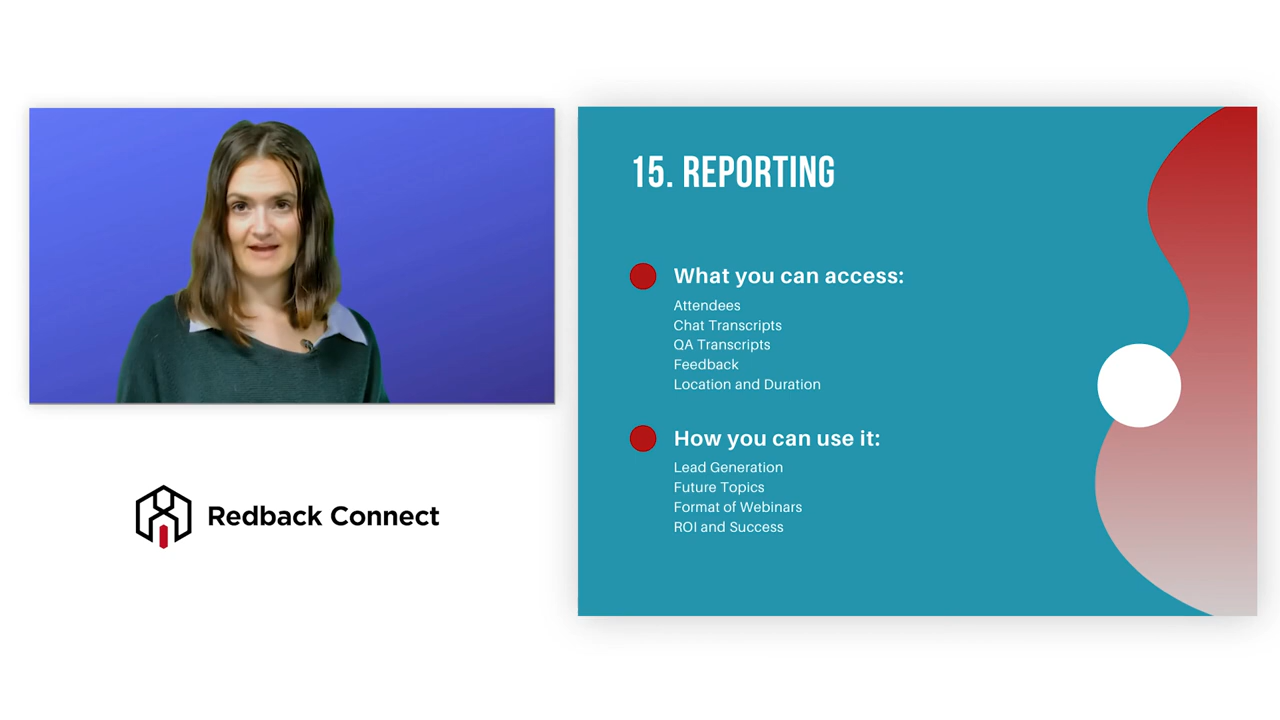 15. REPORTING
What you can access:
Attendees
Chat Transcripts
QA Transcripts
Feedback
Location and Duration
How you can use it:
Lead Generation
Future Topics
Format of Webinars
ROI and Success
Redback Connect